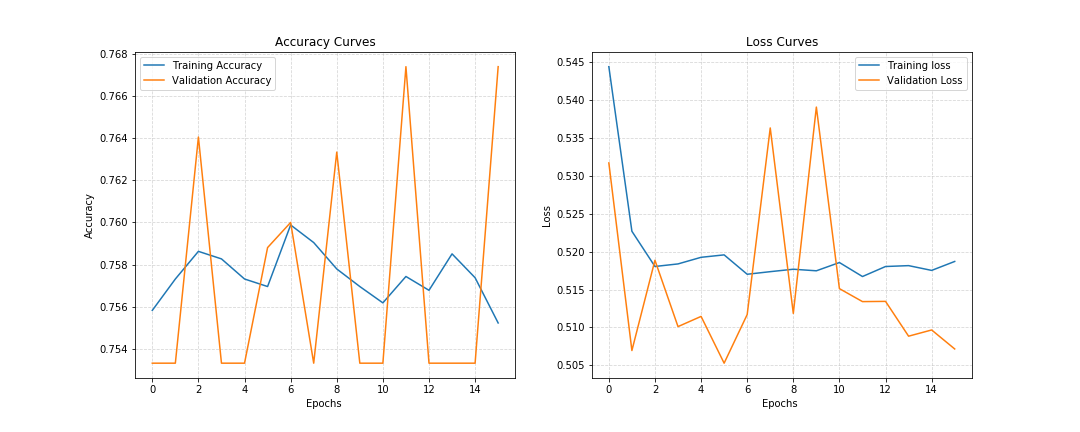 Accuracy Curves
Training Accuracy
Validation Accuracy
0.768
0.766
0.764
0.762
0.760
0.758
0.756
0.754
Accuracy
0 2 4 6 8 10 12 14
Epochs
Loss Curves
Training loss
Validation Loss
0.545
0.540
0.535
0.530
0.525
0.520
0.515
0.510
0.505
Loss
0 2 4 6 8 10 12 14
Epochs